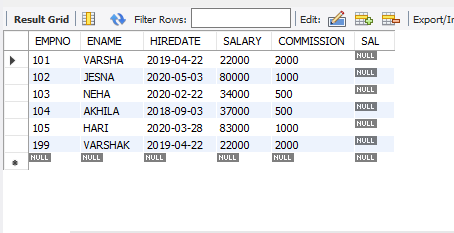 Result Grid Filter Rows: Edit: Export/In
EMPNO ENAME HIREDATE SALARY COMMISSION SAL
101 VARSHA 2019-04-22 22000 2000 NULL
102 JESNA 2020-05-03 80000 1000 NULL
103 NEHA 2020-02-22 34000 500 NULL
104 AKHILA 2018-09-03 37000 500 NULL
105 HARI 2020-03-28 83000 1000 NULL
199 VARSHAK 2019-04-22 22000 2000 NULL
NULL NULL NULL NULL NULL NULL